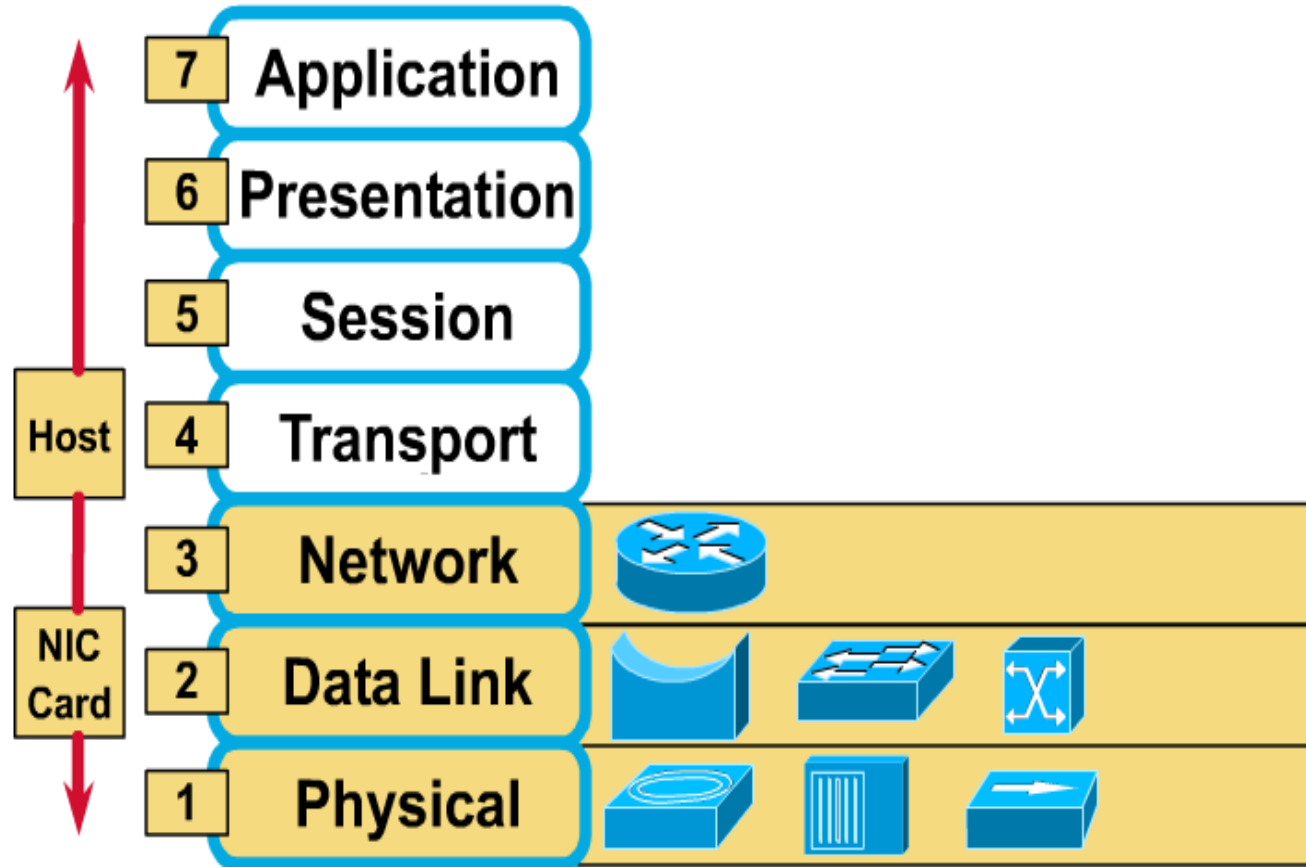 7 Application
6 Presentation
5 Session
Host
4 Transport
3 Network
NIC
Card
2 Data Link
1 Physical